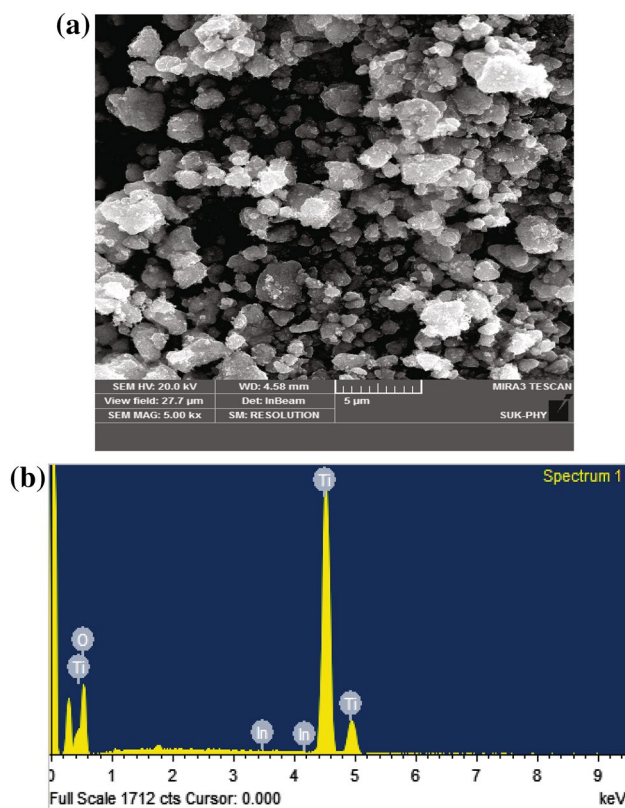 (a)
SEM HV: 20.0 kV WD: 4.58 mm MIRA3 TESCAN
View field: 27.7 µm Det: InBeam 5 µm
SEM MAG: 5.00 kx SM: RESOLUTION SUK-PHY
(b)
Spectrum 1
Ti
O
Ti
Ti
In In
0 1 2 3 4 5 6 7 8 9
Full Scale 1712 cts Cursor: 0.000 keV